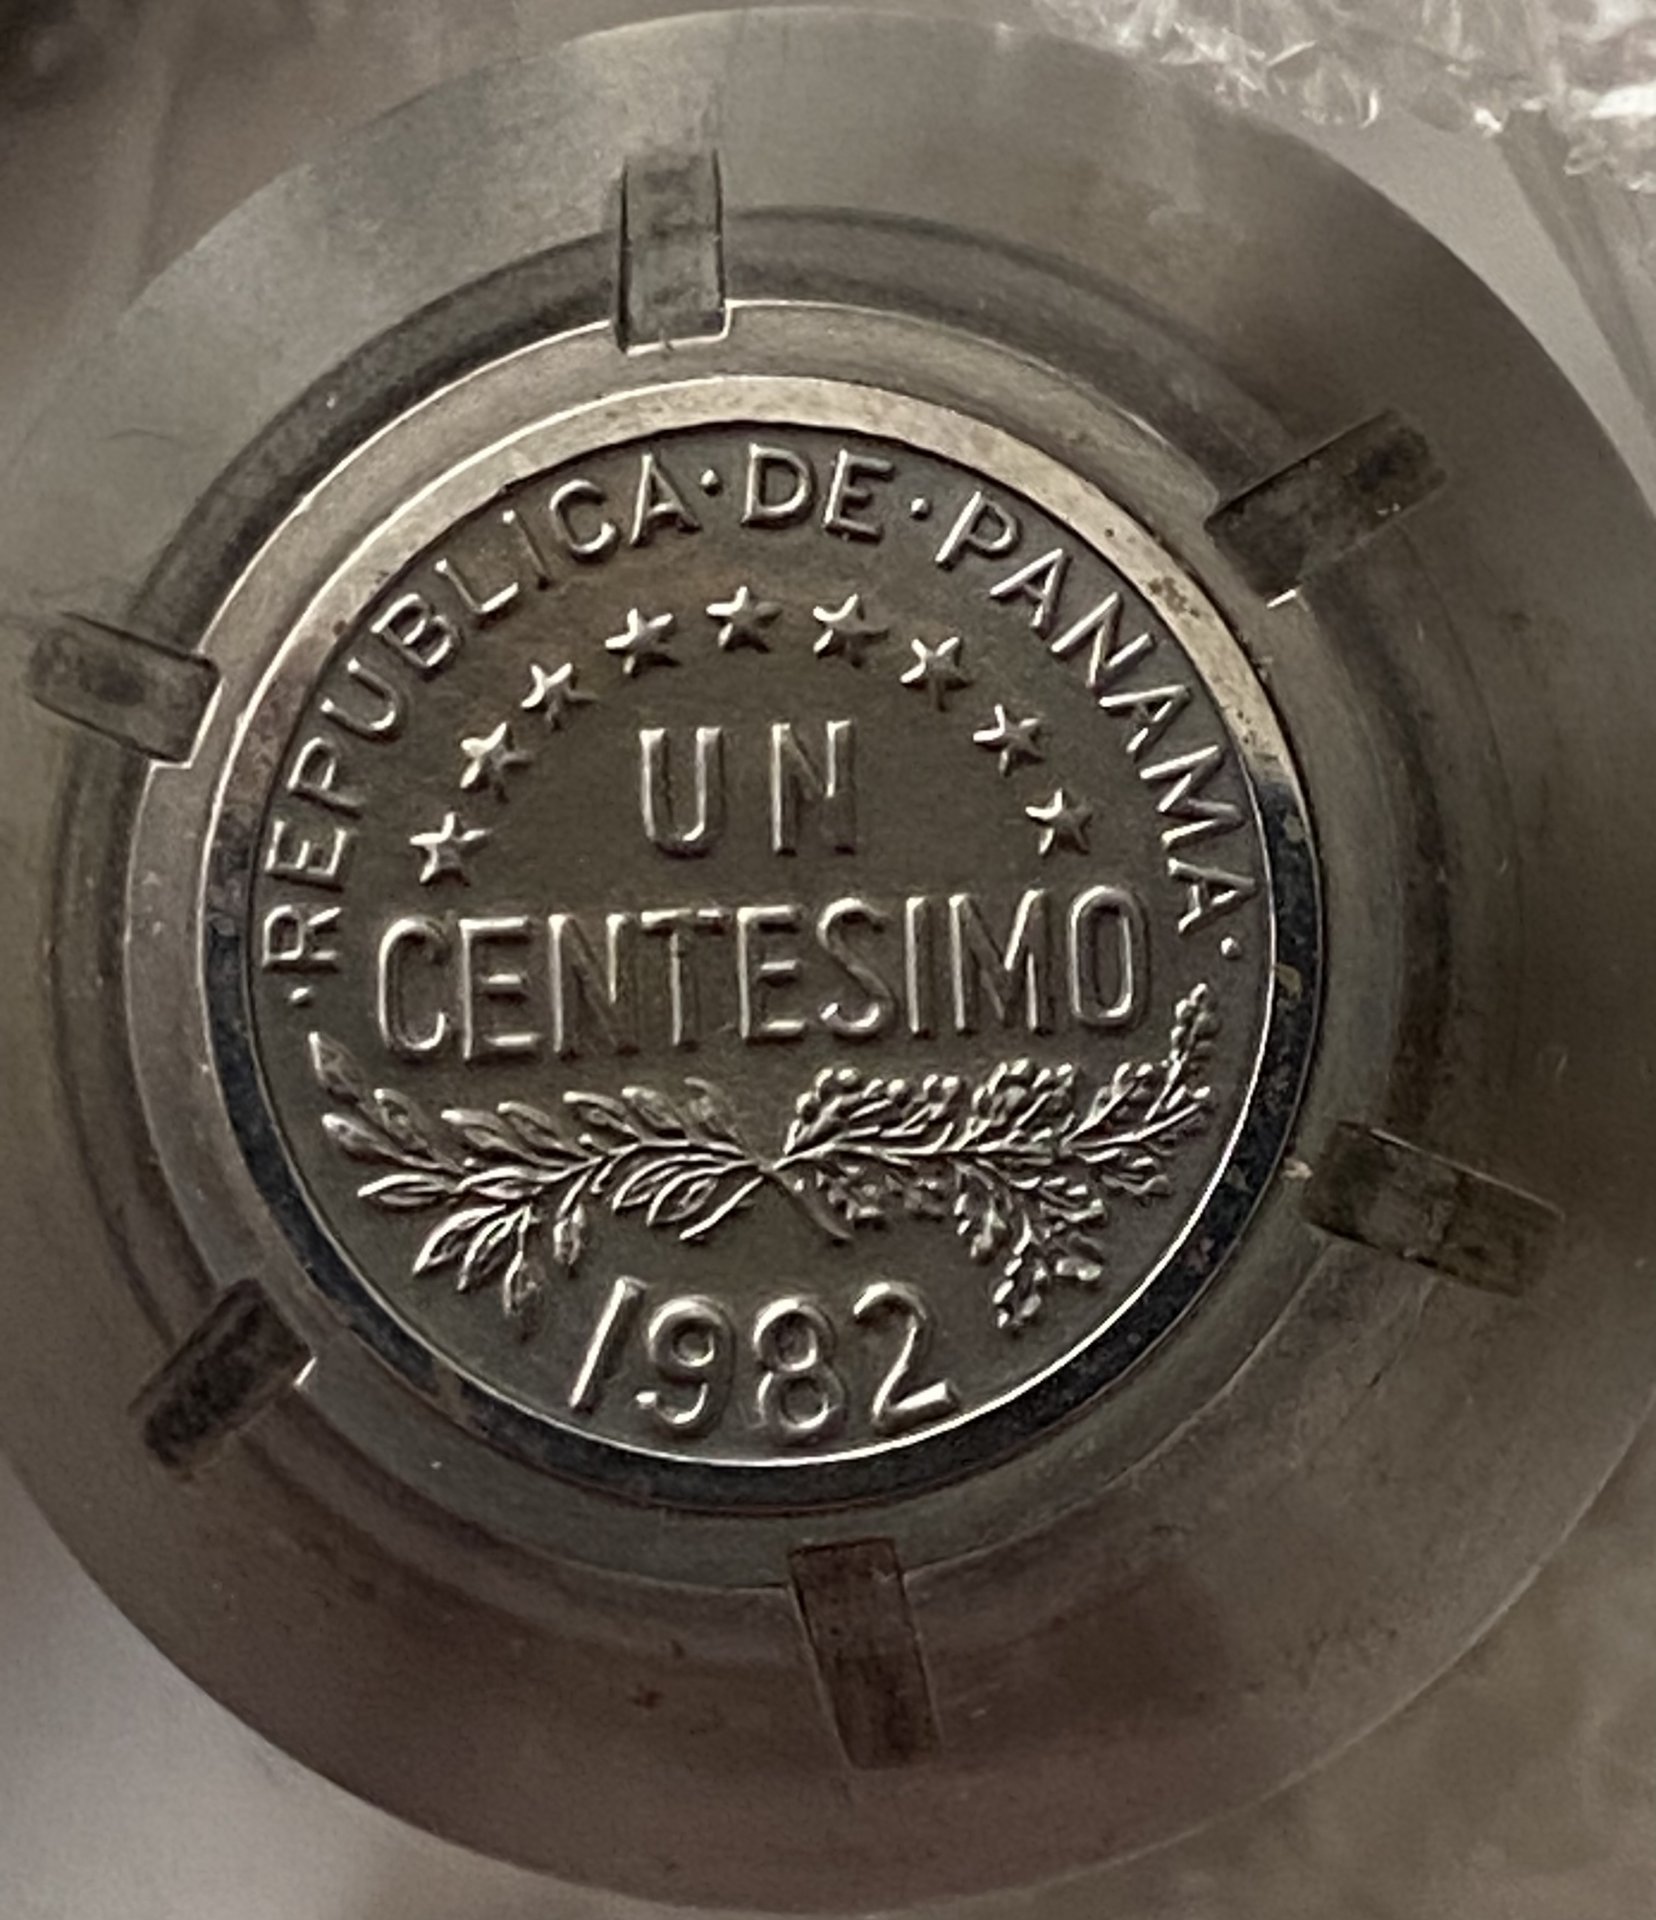 ·REPUBLICA·DE·PANAMA·
UN
CENTESIMO
1982